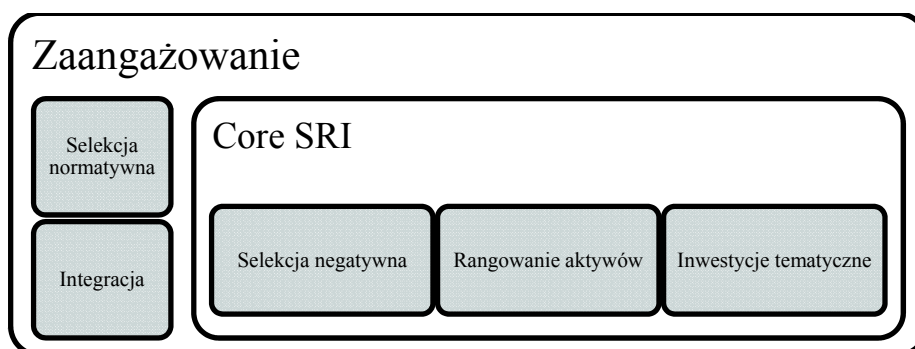 Zaangażowanie
Selekcja
normatywna
Integracja
Core SRI
Selekcja negatywna
Rangowanie aktywów
Inwestycje tematyczne